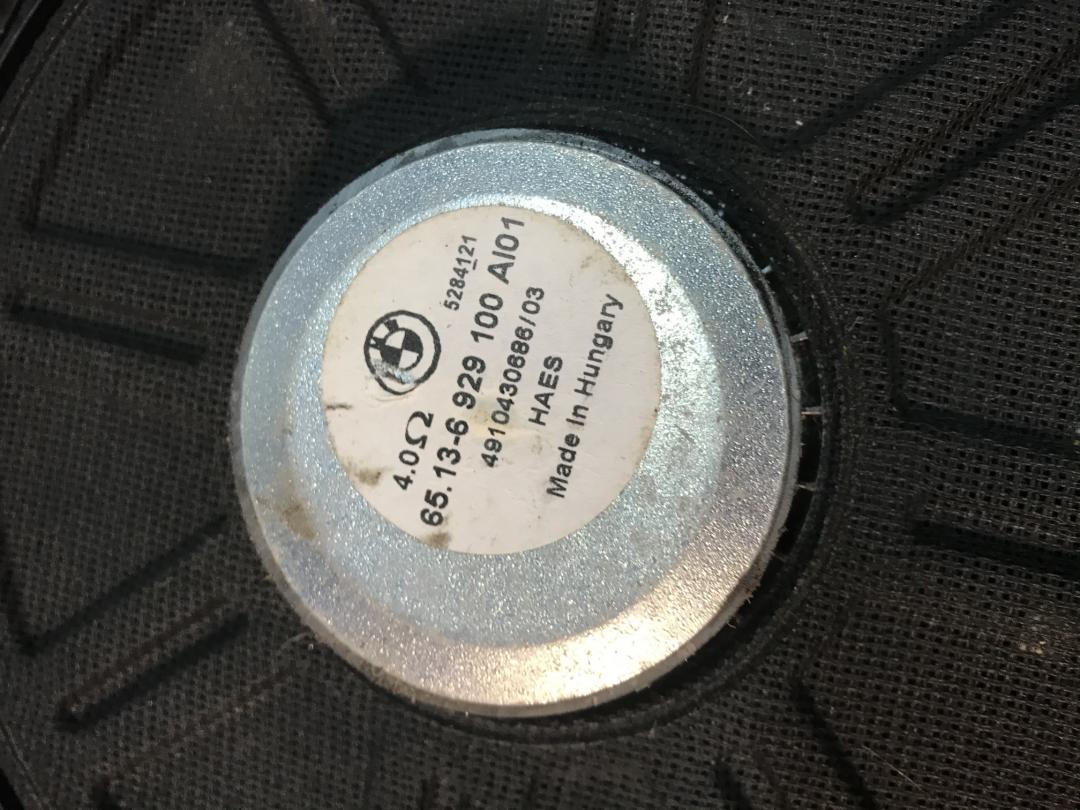 5284121
4.0Ω
65.13-6 929 100 AI01
4910430686/03
HAES
Made In Hungary